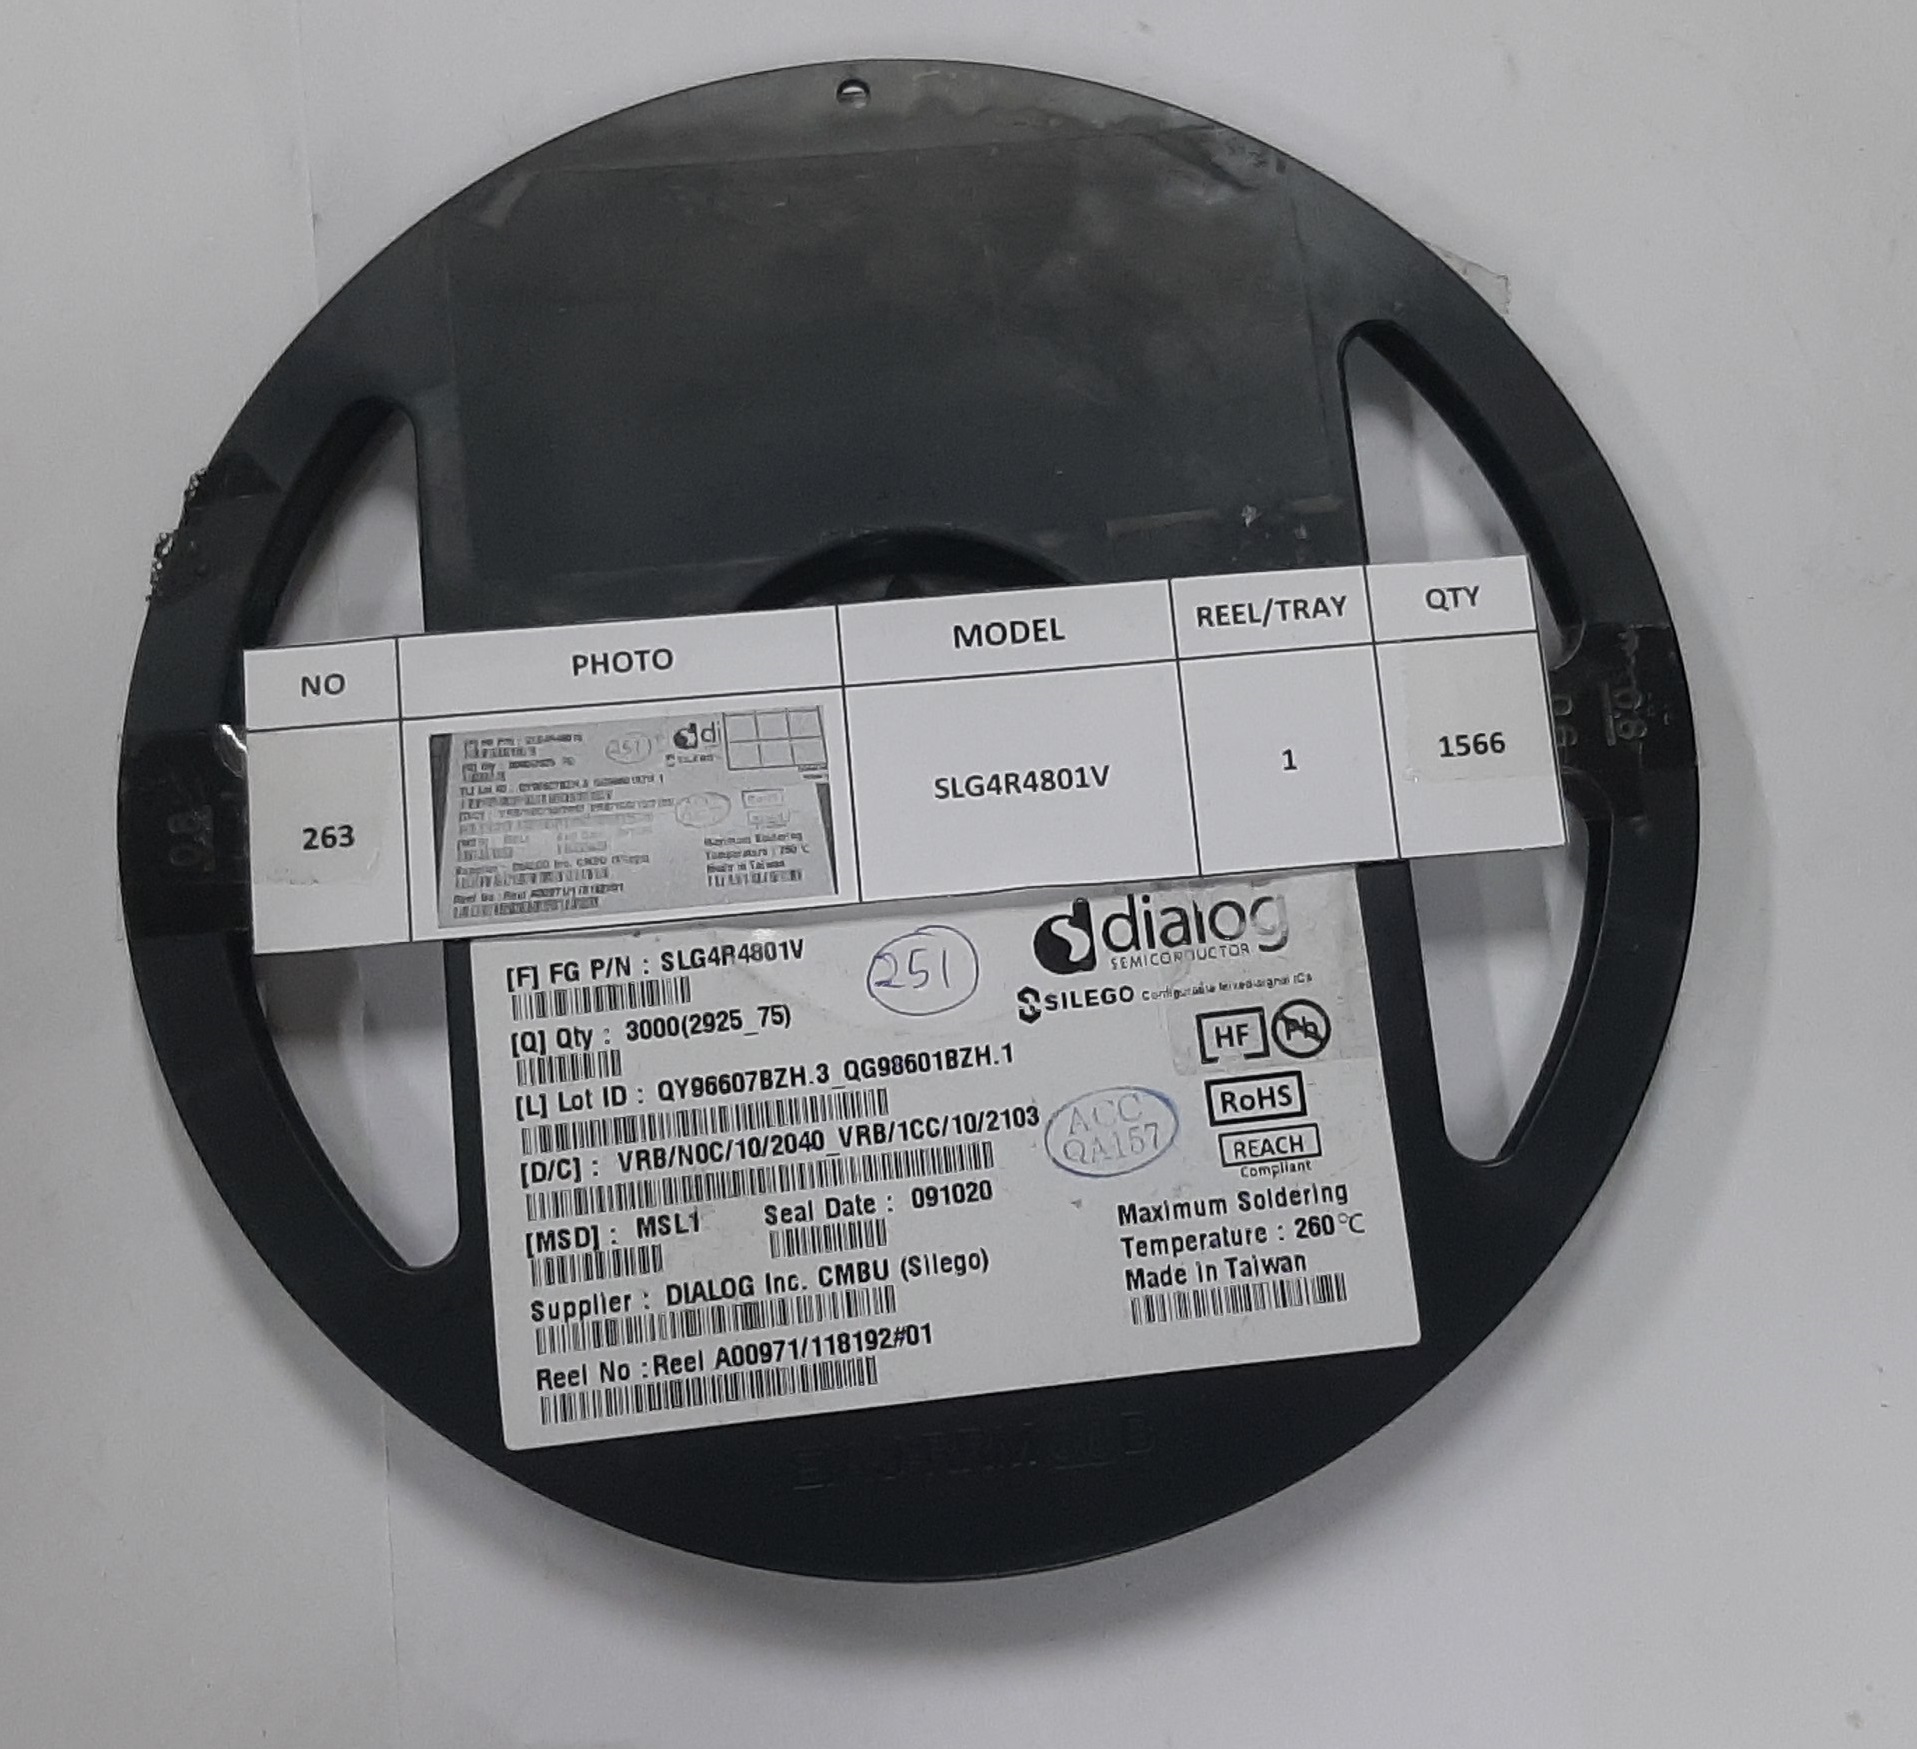 NO PHOTO MODEL REEL/TRAY QTY
263 SLG4R4801V 1 1566
251
dialog
SEMICONDUCTOR
SILEGO
[F] FG P/N : SLG4R4801V
[Q] Qty : 3000(2925_75)
HF Pb
[L] Lot ID : QY96607BZH.3_QG98601BZH.1
RoHS
[D/C] : VRB/N0C/10/2040_VRB/1CC/10/2103
ACC
QA157
REACH
Compliant
[MSD] : MSL1 Seal Date : 091020
Maximum Soldering
Temperature : 260℃
Made in Taiwan
Supplier : DIALOG Inc. CMBU (Silego)
Reel No :Reel A00971/118192#01